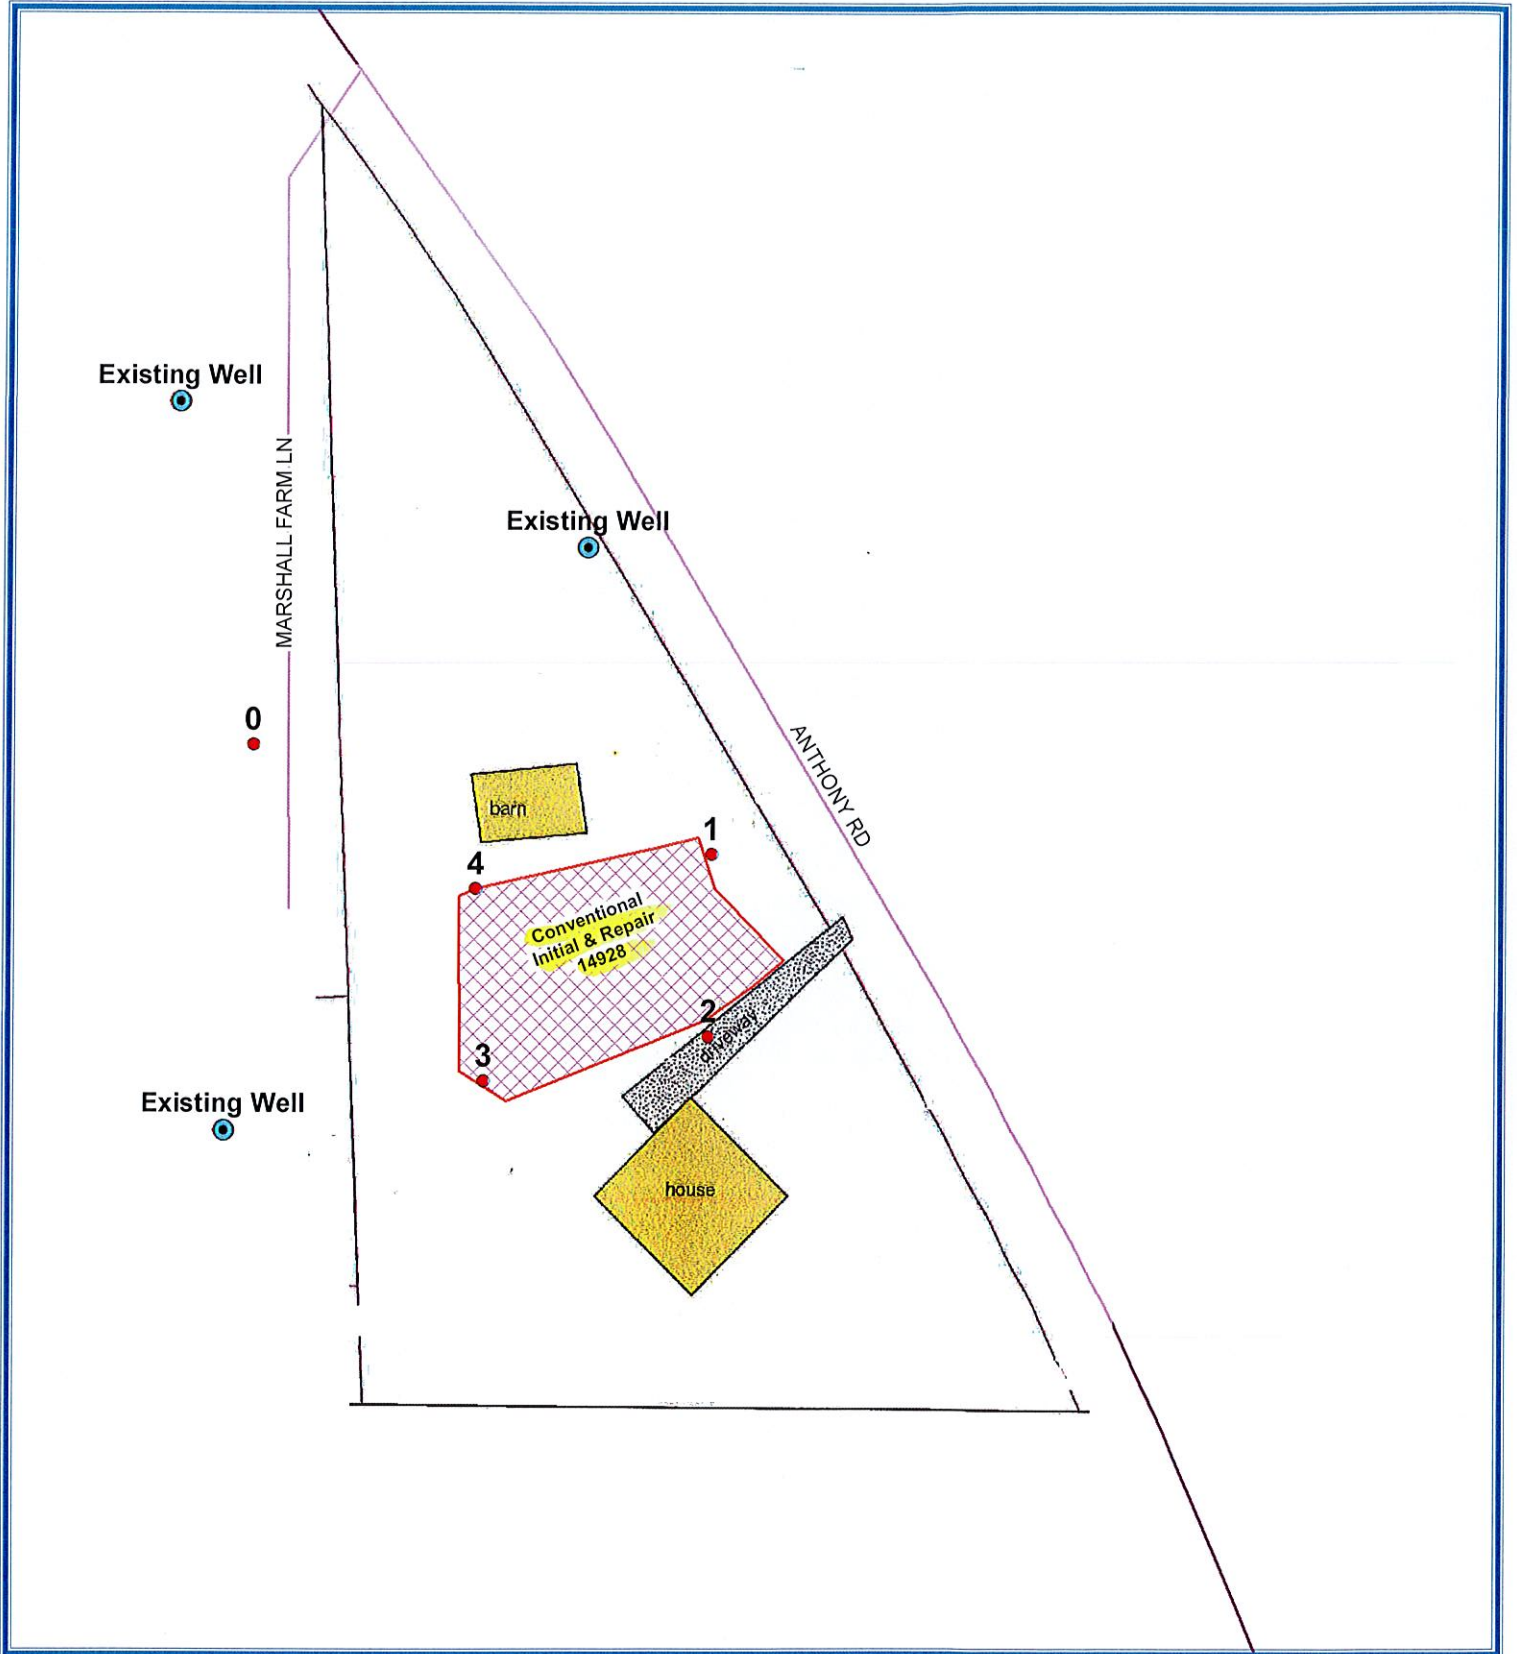 Existing Well
MARSHALL FARM LN
Existing Well
0
ANTHONY RD
barn
1
4
Conventional
Initial & Repair
14928
2
driveway
3
Existing Well
house